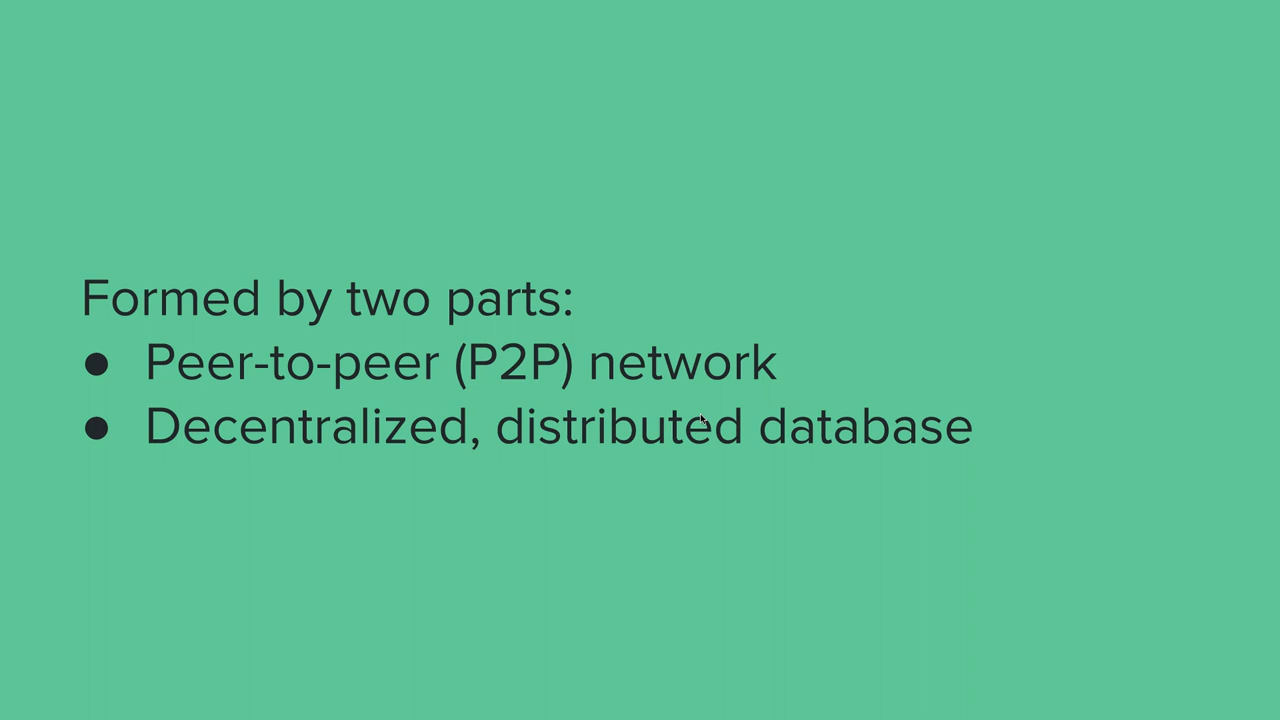 Formed by two parts:
● Peer-to-peer (P2P) network
● Decentralized, distributed database